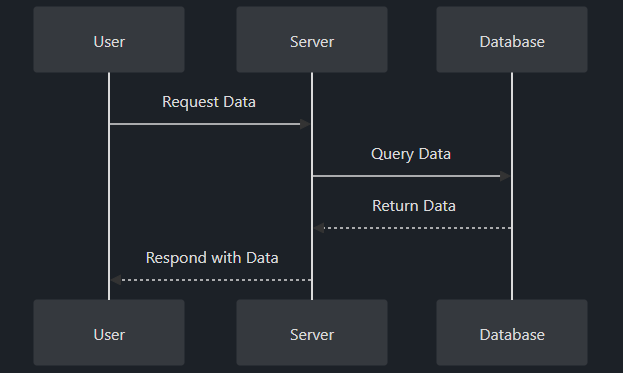 User
Server
Database
Request Data
Query Data
Return Data
Respond with Data
User
Server
Database